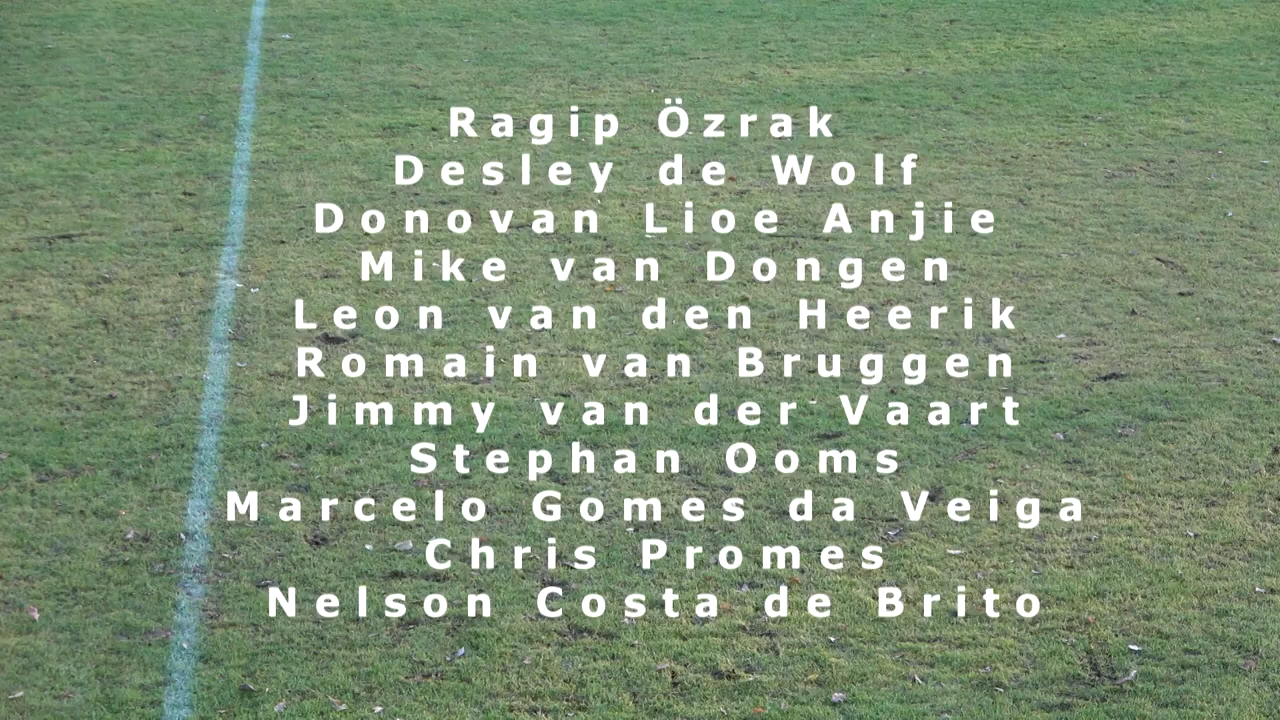 Ragip Özrak
Desley de Wolf
Donovan Lioe Anjie
Mike van Dongen
Leon van den Heerik
Romain van Bruggen
Jimmy van der Vaart
Stephan Ooms
Marcelo Gomes da Veiga
Chris Promes
Nelson Costa de Brito